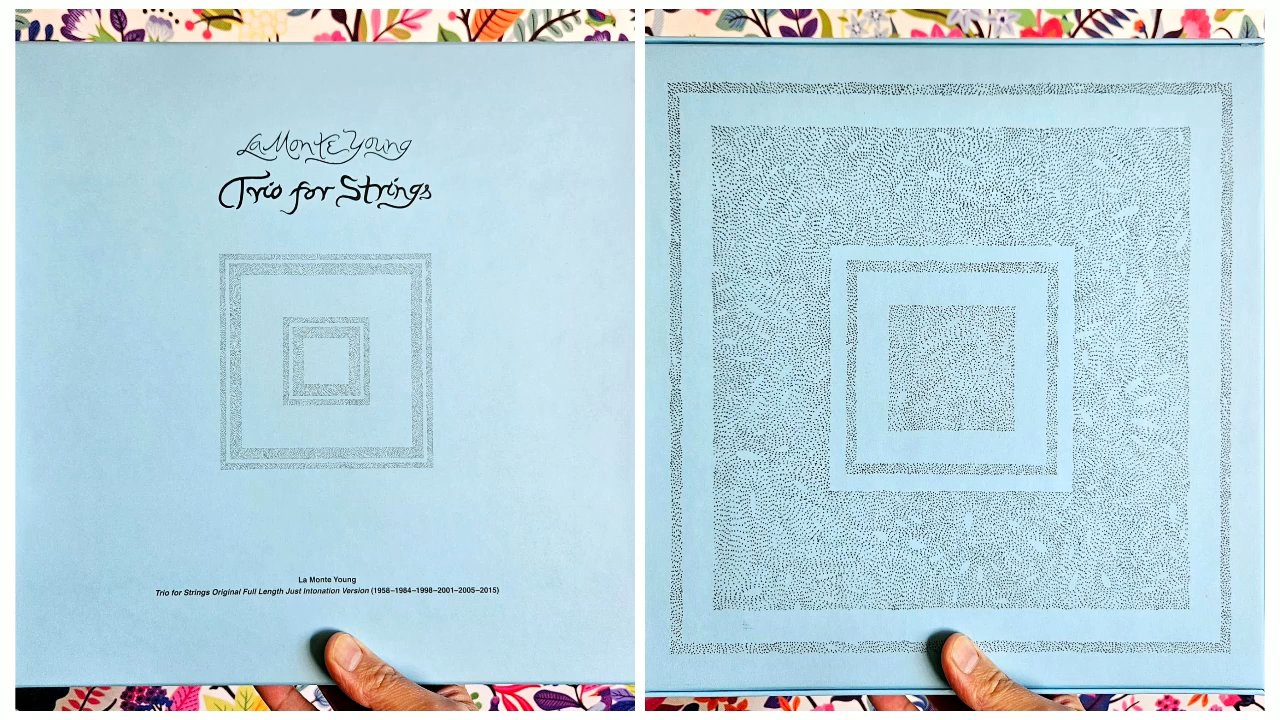 La Monte Young
Trio for Strings
La Monte Young
Trio for Strings Original Full Length Just Intonation Version (1958–1984–1998–2001–2005–2015)